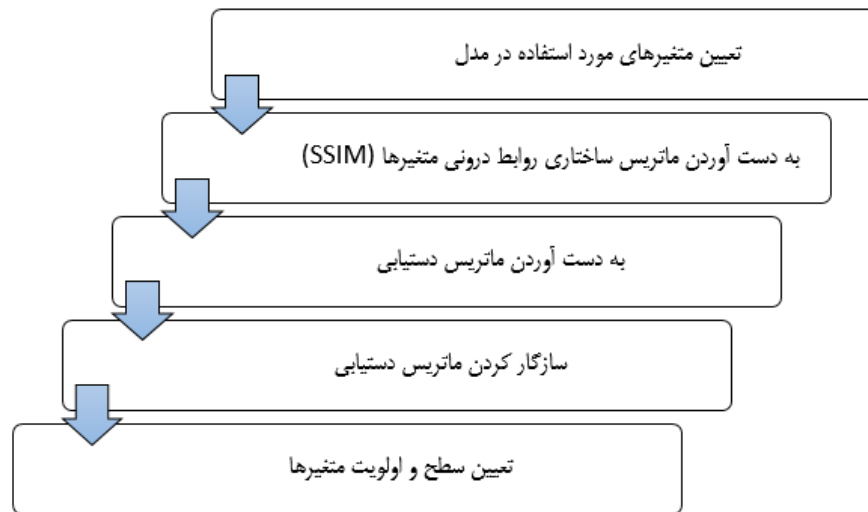 تعیین متغیرهای مورد استفاده در مدل
به دست آوردن ماتریس ساختاری روابط درونی متغیرها (SSIM)
به دست آوردن ماتریس دستیابی
سازگار کردن ماتریس دستیابی
تعیین سطح و اولویت متغیرها